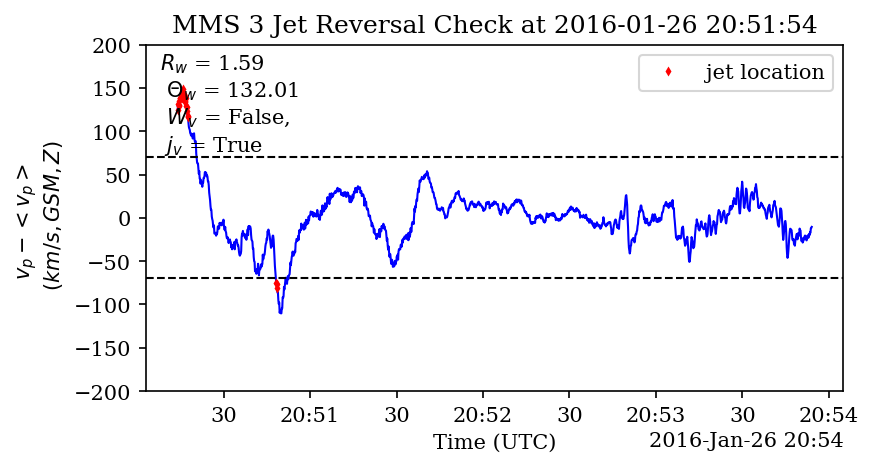 MMS 3 Jet Reversal Check at 2016-01-26 20:51:54
R_w = 1.59
Θ_w = 132.01
W_v = False,
j_v = True
jet location
200
150
100
50
0
−50
−100
−150
−200
v_p − < v_p >
(km/s, GSM, Z)
30 20:51 30 20:52 30 20:53 30 20:54
Time (UTC)
2016-Jan-26 20:54